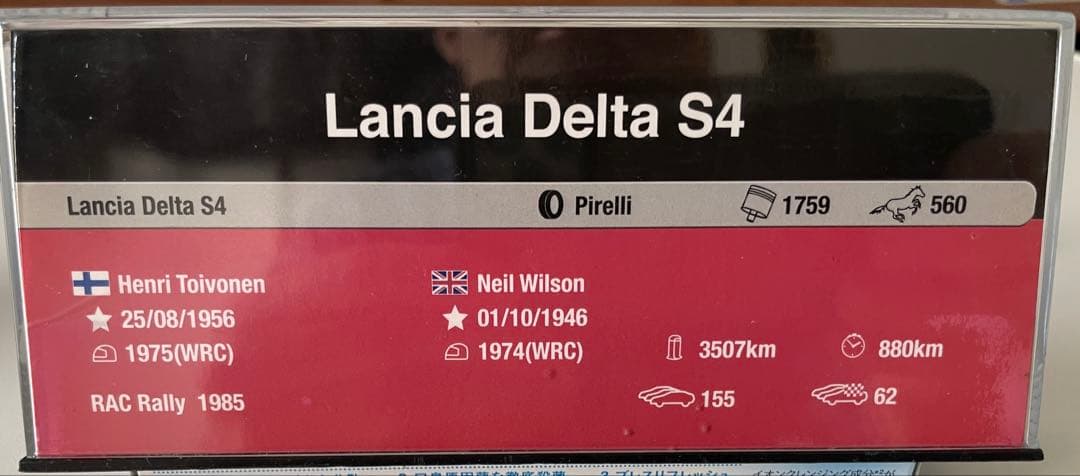 Lancia Delta S4
Lancia Delta S4 Pirelli 1759 560
Henri Toivonen Neil Wilson
25/08/1956 01/10/1946
1975(WRC) 1974(WRC) 3507km 880km
RAC Rally 1985 155 62